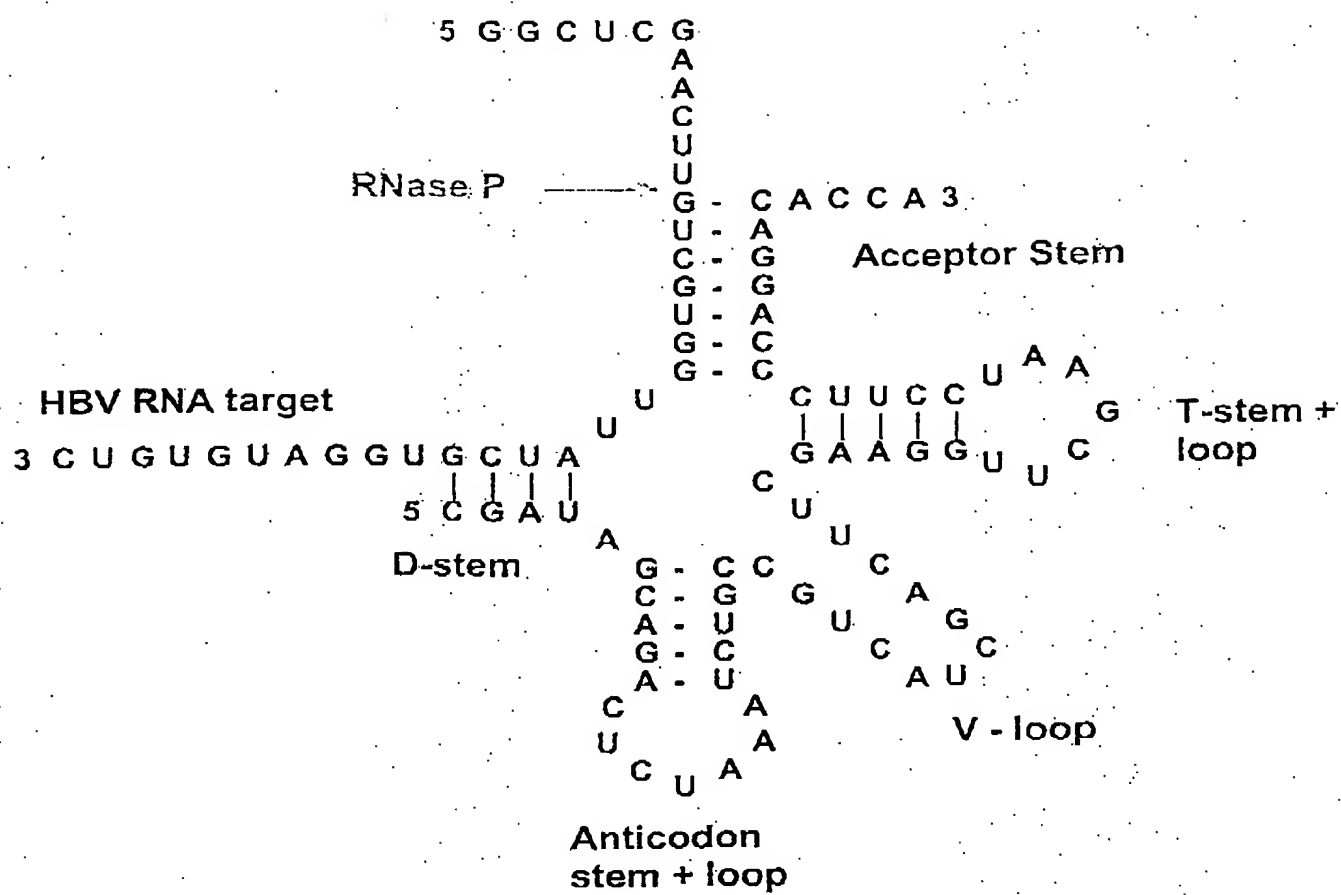 5 G G C U C G
A
A
C
U
U
RNase P
G - C A C C A 3
U - A
C - G
Acceptor Stem
G - G
U - A
G - C
G - C
U
U
HBV RNA target
3 C U G U G U A G G U G C U A
5 C G A U
D-stem
A
C U U C C U A A G C U U G G A A G
T-stem +
loop
G - C
C - G
A - U
G - C
A - U
C U C U A A A
Anticodon
stem + loop
C G U C A U C G A C U U C
V - loop